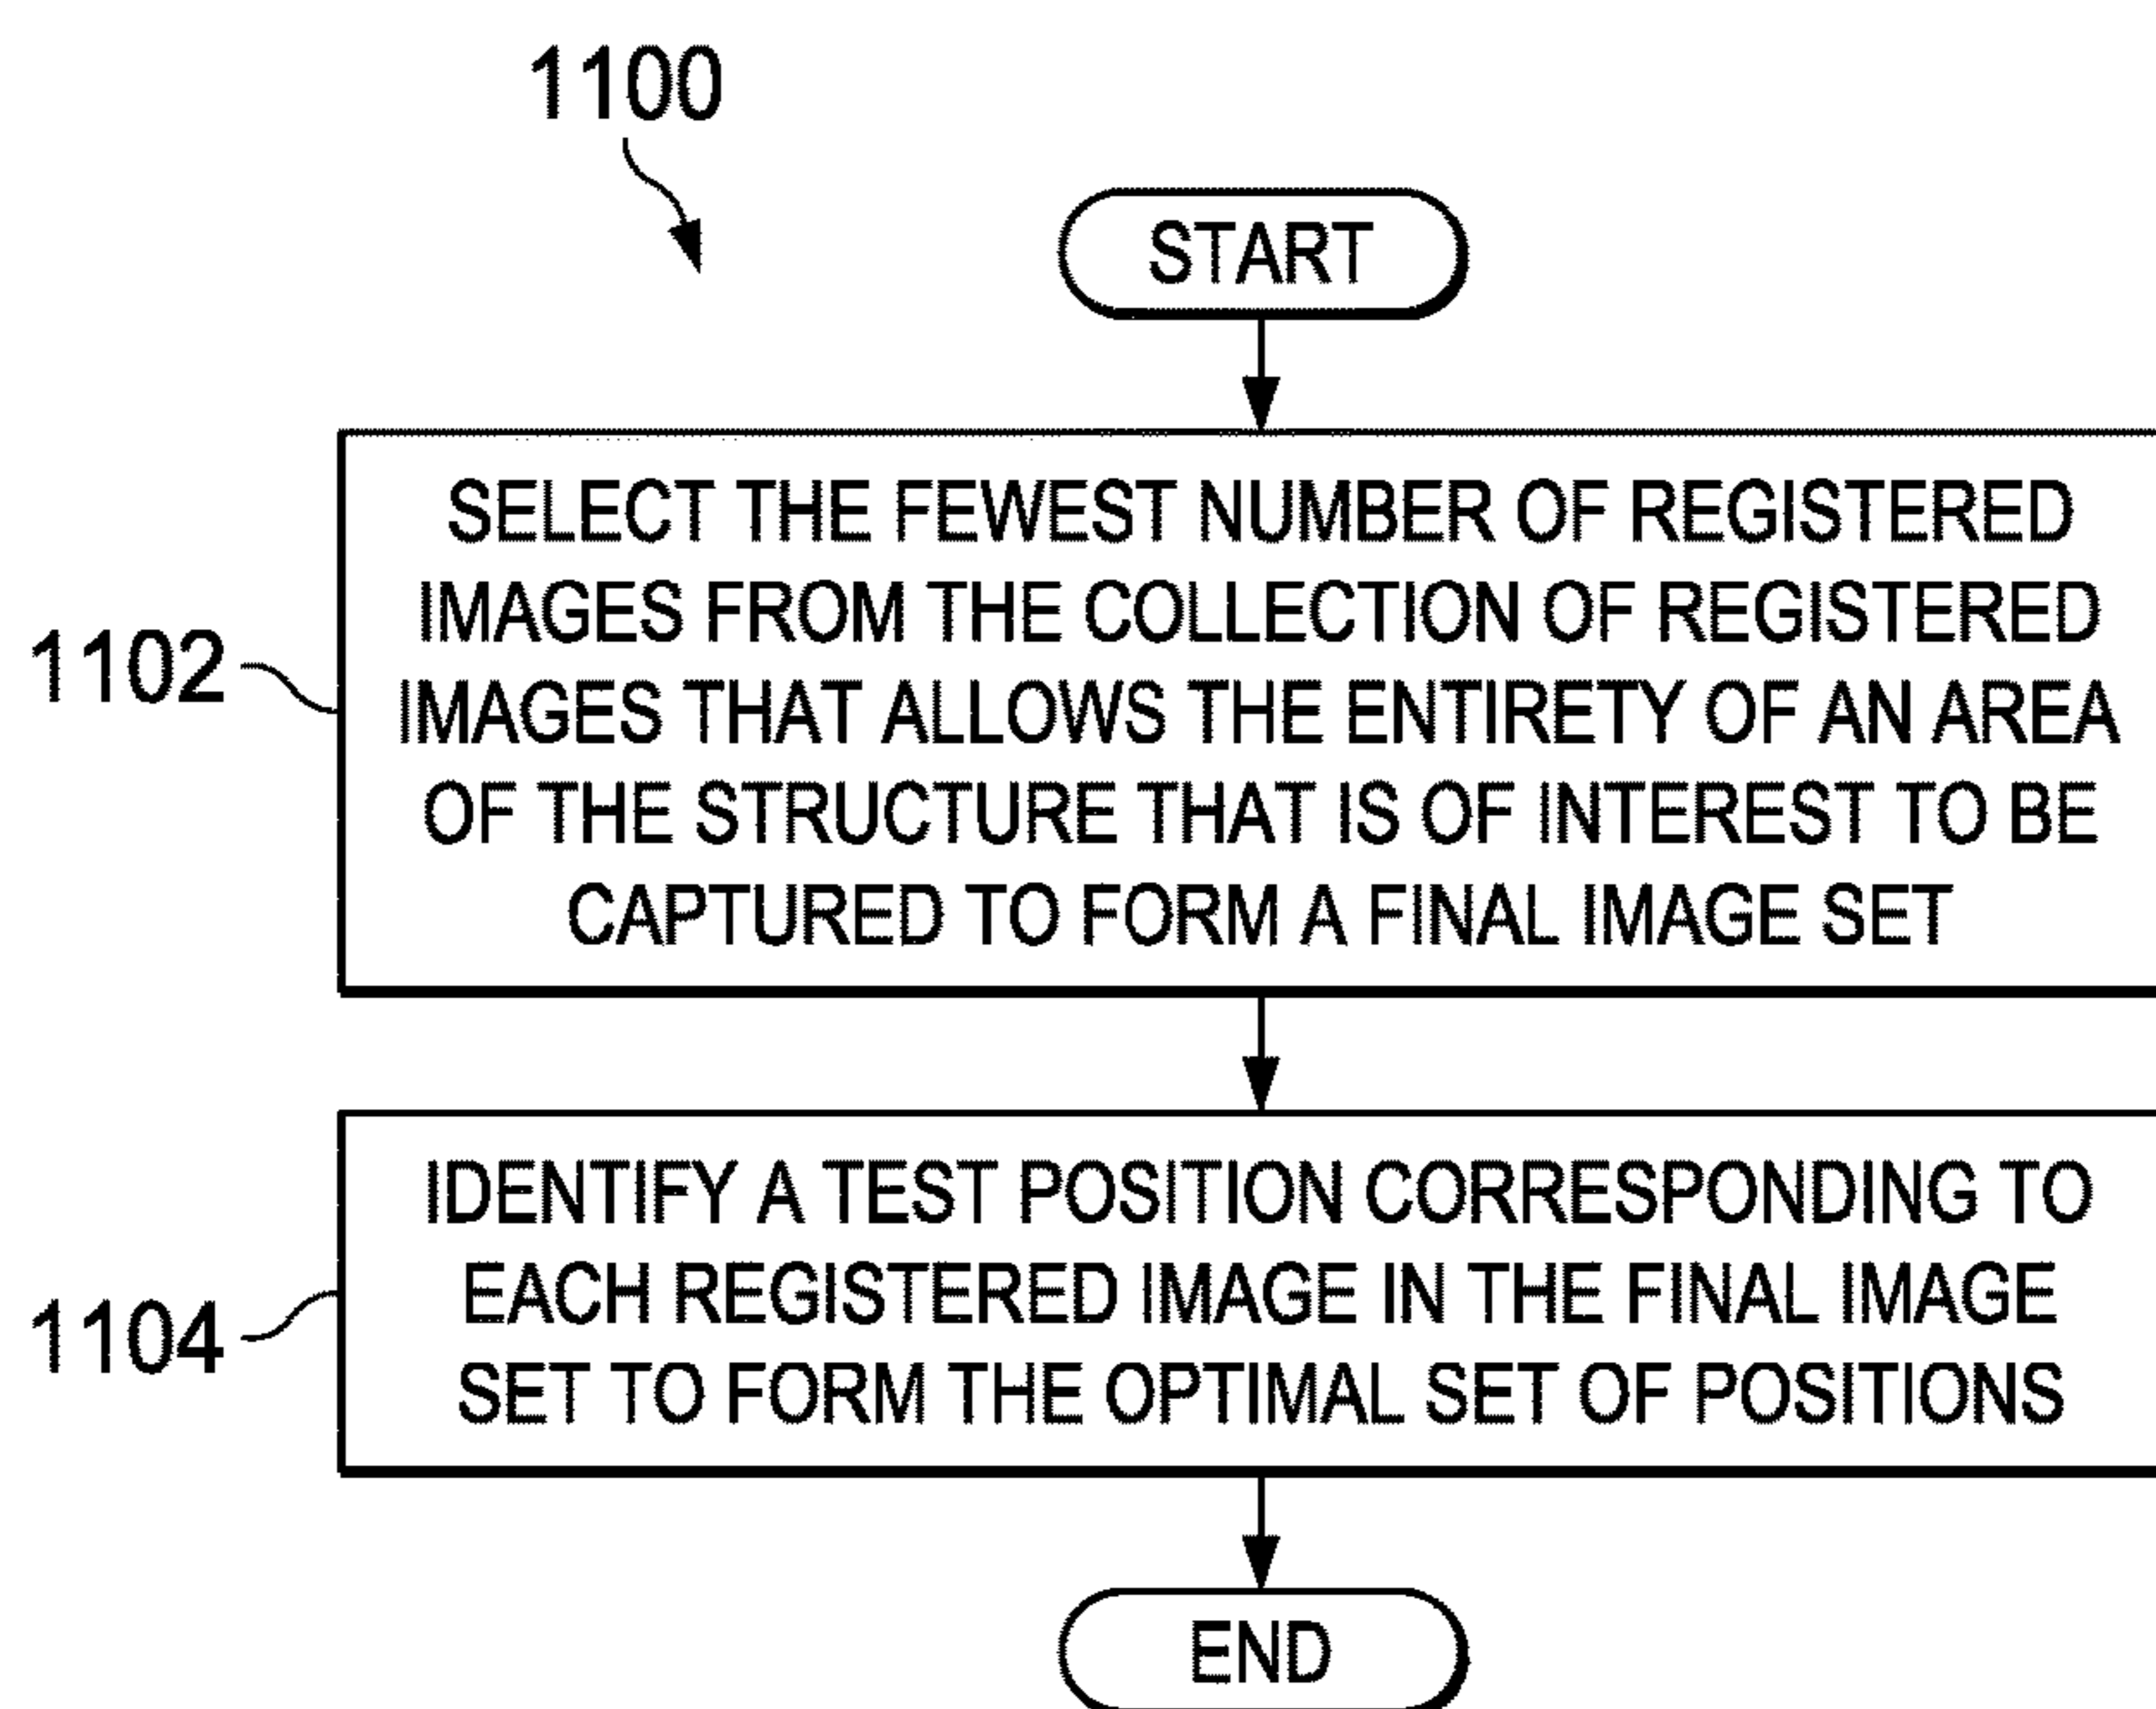 1100
START
1102
SELECT THE FEWEST NUMBER OF REGISTERED
IMAGES FROM THE COLLECTION OF REGISTERED
IMAGES THAT ALLOWS THE ENTIRETY OF AN AREA
OF THE STRUCTURE THAT IS OF INTEREST TO BE
CAPTURED TO FORM A FINAL IMAGE SET
1104
IDENTIFY A TEST POSITION CORRESPONDING TO
EACH REGISTERED IMAGE IN THE FINAL IMAGE
SET TO FORM THE OPTIMAL SET OF POSITIONS
END